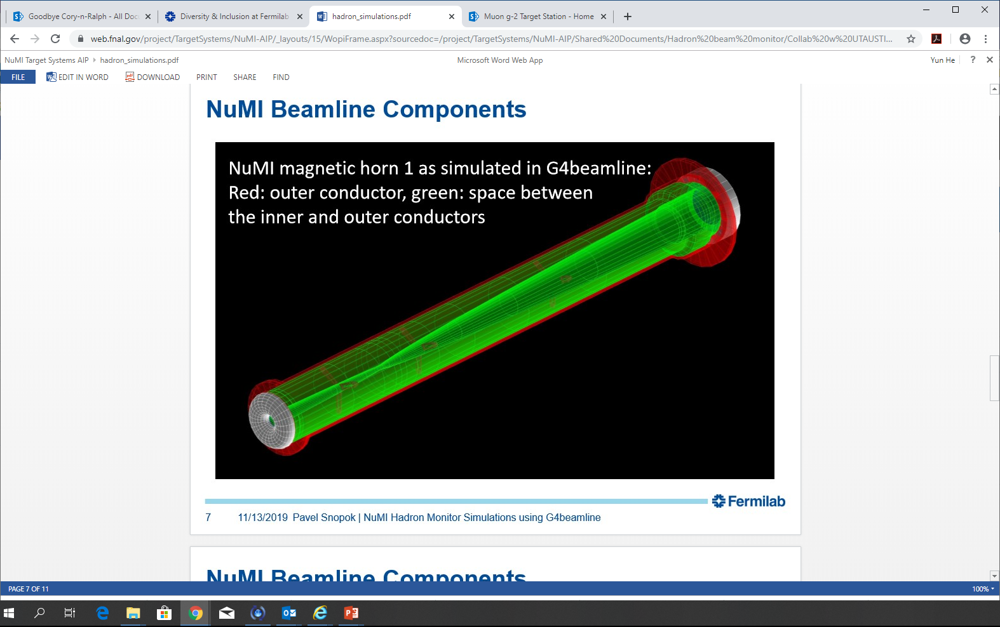 Goodbye Cory-n-Ralph - All Doc
Diversity & Inclusion at Fermilab
hadron_simulations.pdf
Muon g-2 Target Station - Home
web.fnal.gov/project/TargetSystems/NuMI-AIP/_layouts/15/WopiFrame.aspx?sourcedoc=/project/TargetSystems/NuMI-AIP/Shared%20Documents/Hadron%20beam%20monitor/Collab%20w%20UTAUSTI...
NuMI Target Systems AIP hadron_simulations.pdf
Microsoft Word Web App
Yun He
?
FILE
EDIT IN WORD
DOWNLOAD
PRINT
SHARE
FIND
NuMI Beamline Components
NuMI magnetic horn 1 as simulated in G4beamline:
Red: outer conductor, green: space between
the inner and outer conductors
Fermilab
7 11/13/2019 Pavel Snopok | NuMI Hadron Monitor Simulations using G4beamline
NuMI Beamline Components
PAGE 7 OF 11
100%